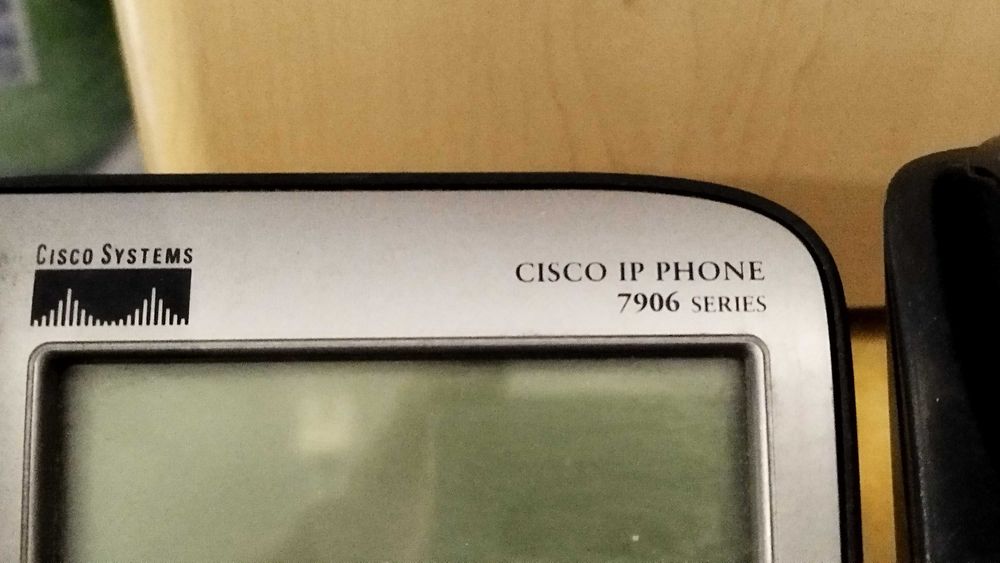 CISCO SYSTEMS
CISCO IP PHONE
7906 SERIES